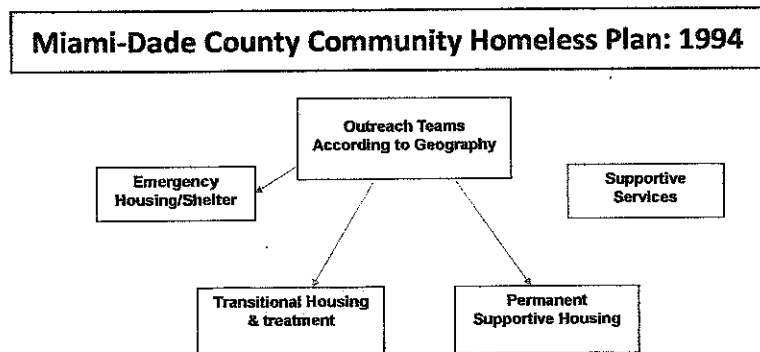 Miami-Dade County Community Homeless Plan: 1994
Outreach Teams
According to Geography
Emergency
Housing/Shelter
Supportive
Services
Transitional Housing
& treatment
Permanent
Supportive Housing